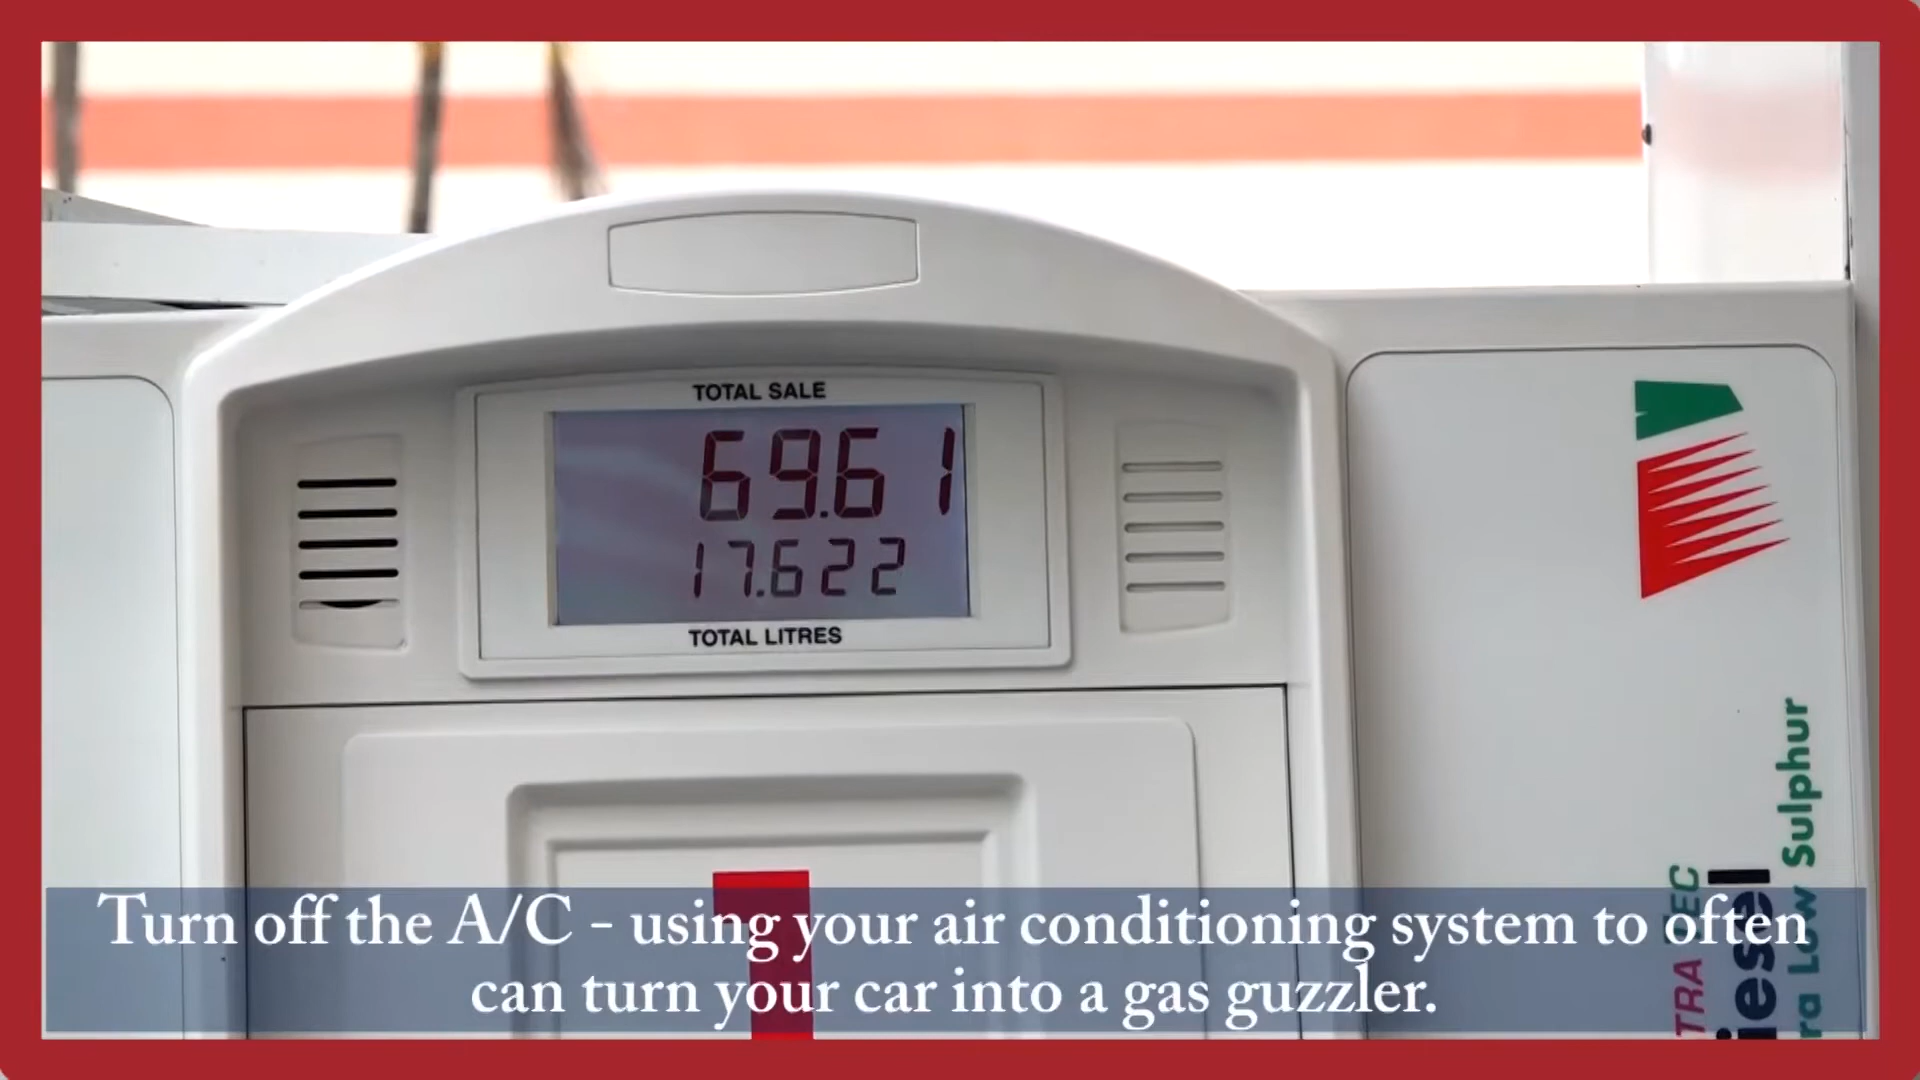 TOTAL SALE
69.61
17.622
TOTAL LITRES
Sulphur
Turn off the A/C - using your air conditioning system to often
can turn your car into a gas guzzler.